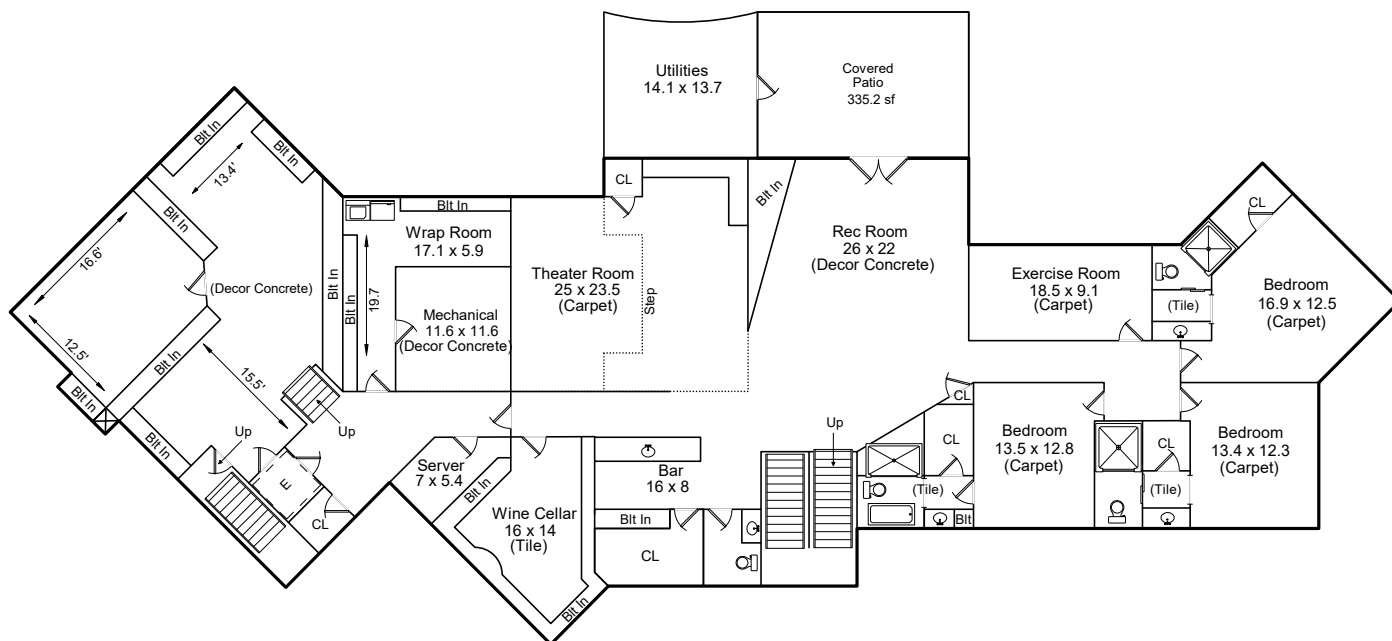 Utilities
14.1 x 13.7
Covered
Patio
335.2 sf
Blt In
Blt In
13.4'
Blt In
16.6'
12.5'
(Decor Concrete)
Blt In
Blt In
Blt In
15.5'
Blt In
Up
Up
E
CL
Blt In
Blt In
Wrap Room
17.1 x 5.9
Blt In
19.7
Mechanical
11.6 x 11.6
(Decor Concrete)
CL
Theater Room
25 x 23.5
(Carpet)
Step
Blt In
Rec Room
26 x 22
(Decor Concrete)
Exercise Room
18.5 x 9.1
(Carpet)
CL
(Tile)
Bedroom
16.9 x 12.5
(Carpet)
Server
7 x 5.4
Blt In
Wine Cellar
16 x 14
(Tile)
Blt In
Bar
16 x 8
Blt In
CL
Up
CL
CL
(Tile)
Blt
Bedroom
13.5 x 12.8
(Carpet)
CL
(Tile)
Bedroom
13.4 x 12.3
(Carpet)